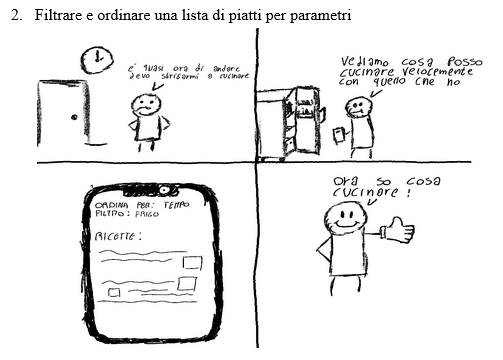 2. Filtrare e ordinare una lista di piatti per parametri
è quasi ora di andare
devo sbrigarmi a cucinare
Vediamo cosa posso
cucinare velocemente
con quello che ho
ORDINA PER: TEMPO
FILTRO: FRIGO
RICETTE:
Ora so cosa
cucinare!